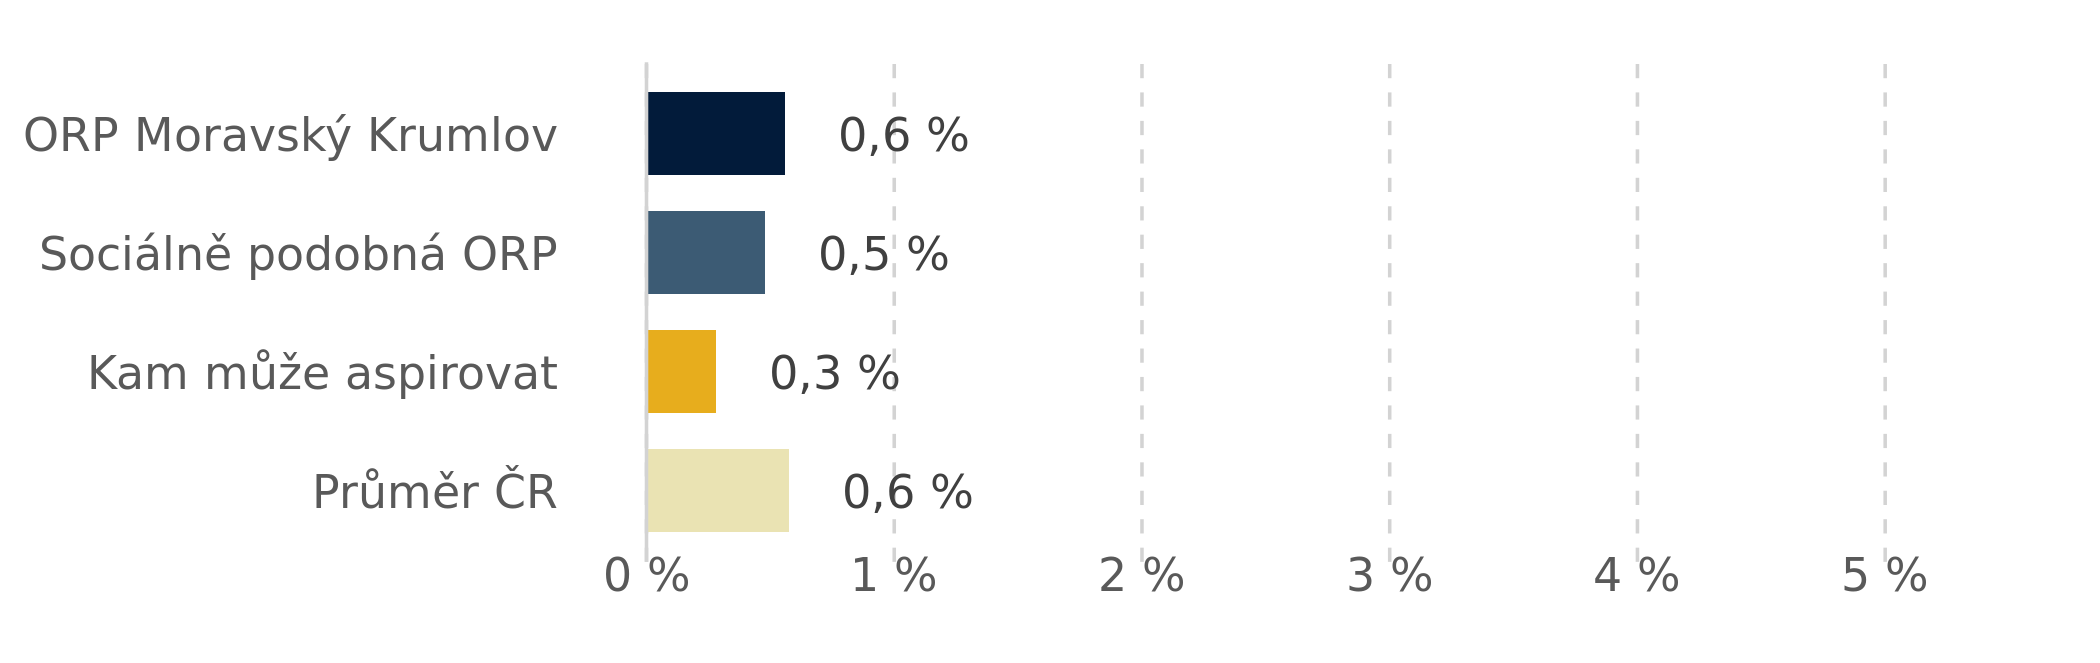 ORP Moravský Krumlov 0,6 %
Sociálně podobná ORP 0,5 %
Kam může aspirovat 0,3 %
Průměr ČR 0,6 %
0 % 1 % 2 % 3 % 4 % 5 %